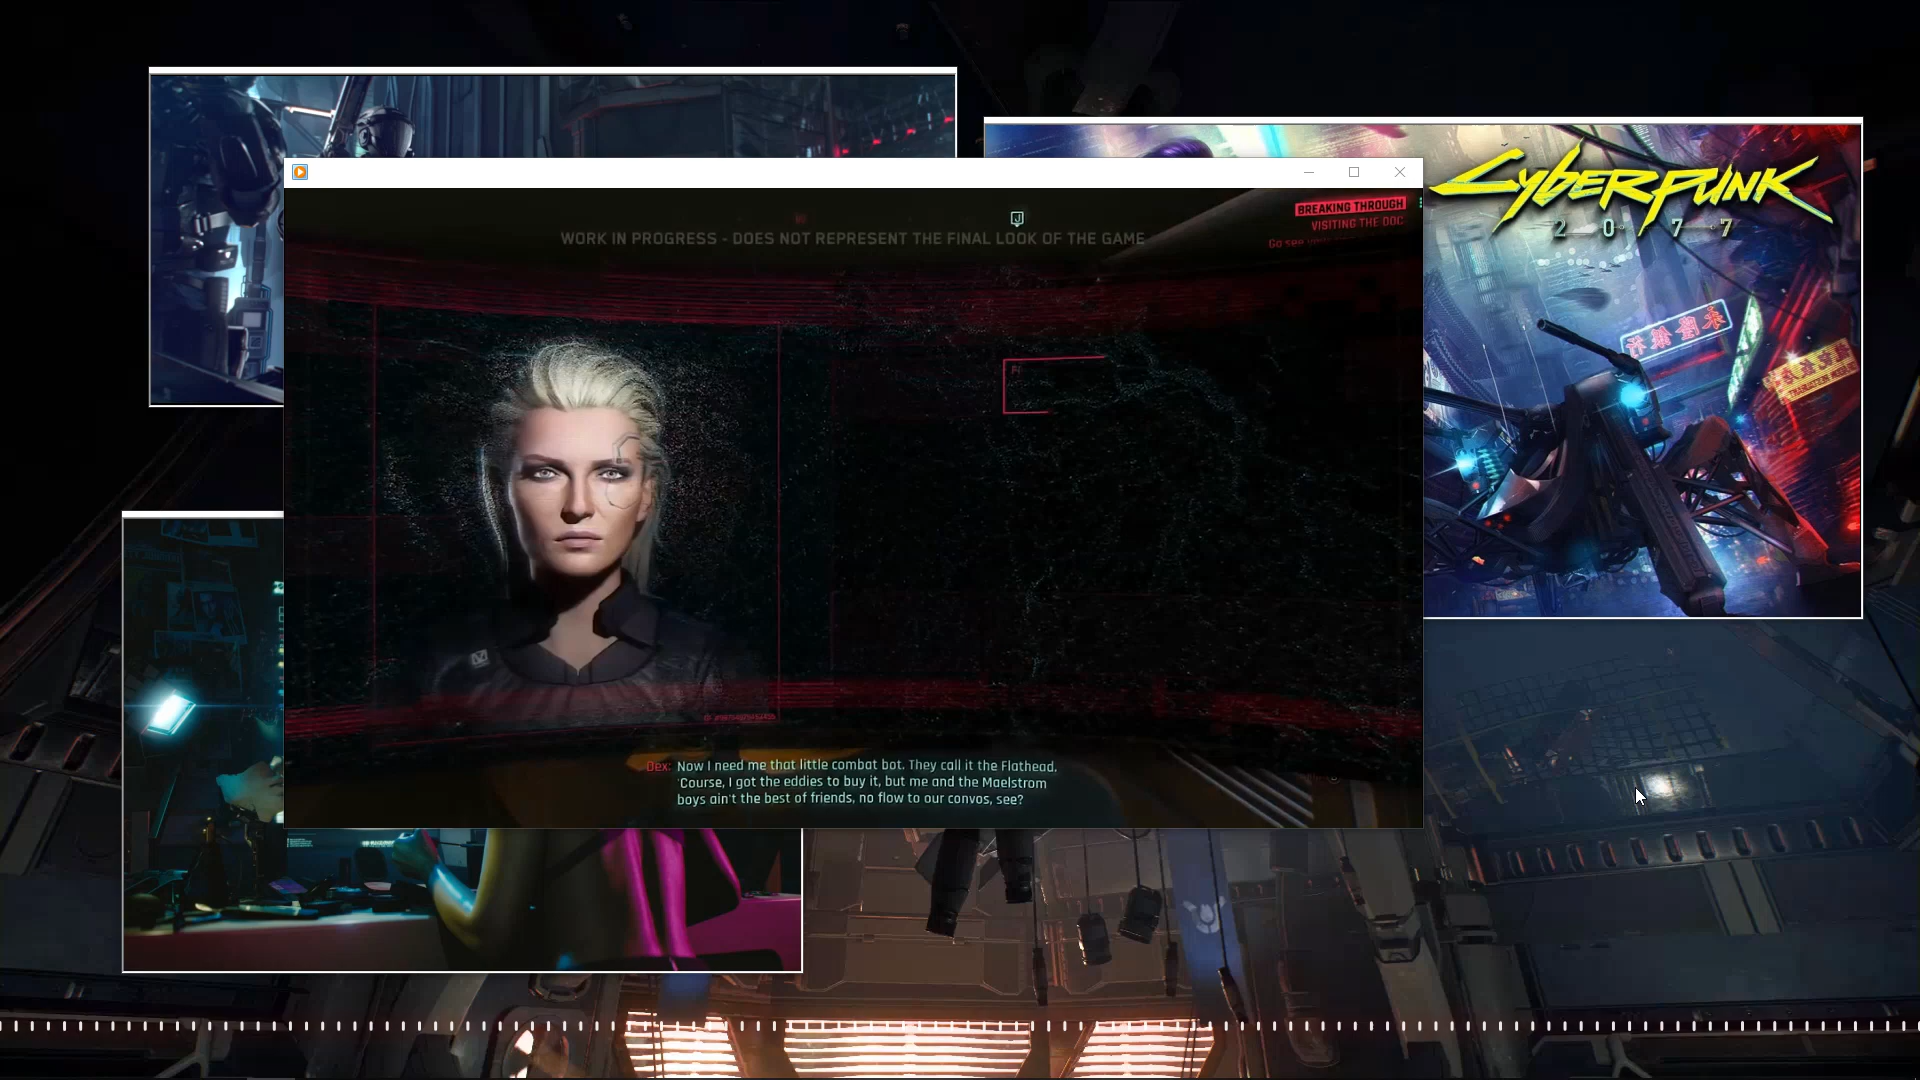 CYBERPUNK
2077
BREAKING THROUGH
VISITING THE DOC
WORK IN PROGRESS - DOES NOT REPRESENT THE FINAL LOOK OF THE GAME
Go see
Dex: Now I need me that little combat bot. They call it the Flathead,
'Course, I got the eddies to buy it, but me and the Maelstrom
boys ain't the best of friends, no flow to our convos, see?